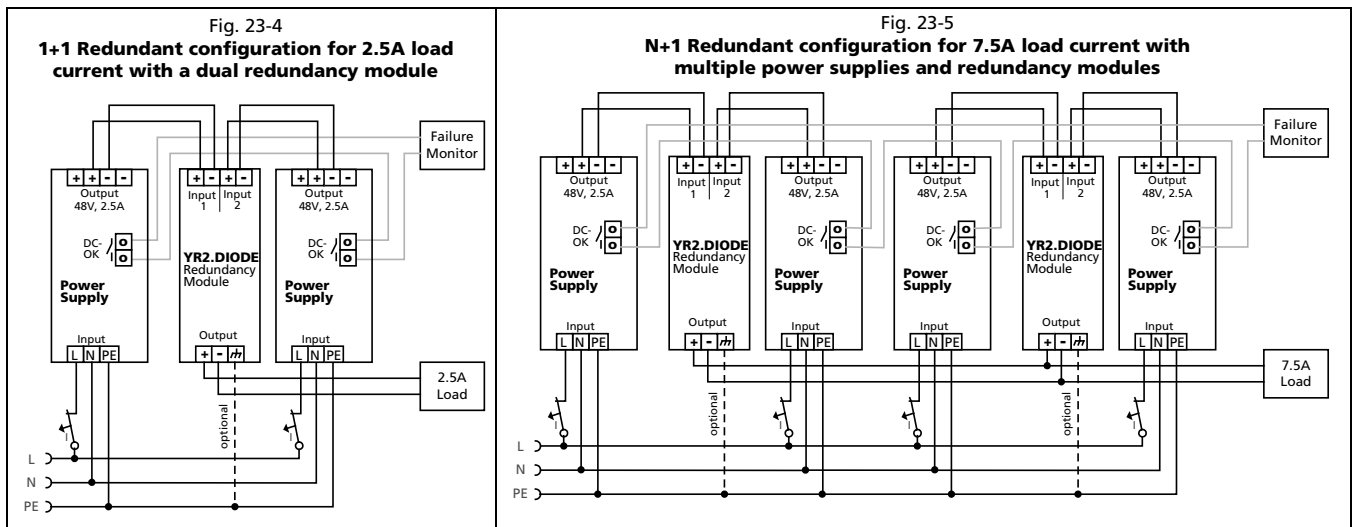 Fig. 23-4
1+1 Redundant configuration for 2.5A load
current with a dual redundancy module
Failure
Monitor
+ + - -
Output
48V, 2.5A
DC-
OK
Power
Supply
Input
L N PE
+ - + -
Input
1
Input
2
YR2.DIODE
Redundancy
Module
Output
+ -
+ + - -
Output
48V, 2.5A
DC-
OK
Power
Supply
Input
L N PE
2.5A
Load
I
I
optional
L
N
PE
Fig. 23-5
N+1 Redundant configuration for 7.5A load current with
multiple power supplies and redundancy modules
Failure
Monitor
+ + - -
Output
48V, 2.5A
DC-
OK
Power
Supply
Input
L N PE
+ - + -
Input
1
Input
2
YR2.DIODE
Redundancy
Module
Output
+ -
+ + - -
Output
48V, 2.5A
DC-
OK
Power
Supply
Input
L N PE
+ + - -
Output
48V, 2.5A
DC-
OK
Power
Supply
Input
L N PE
+ - + -
Input
1
Input
2
YR2.DIODE
Redundancy
Module
Output
+ -
+ + - -
Output
48V, 2.5A
DC-
OK
Power
Supply
Input
L N PE
7.5A
Load
I
I
I
I
optional
optional
L
N
PE